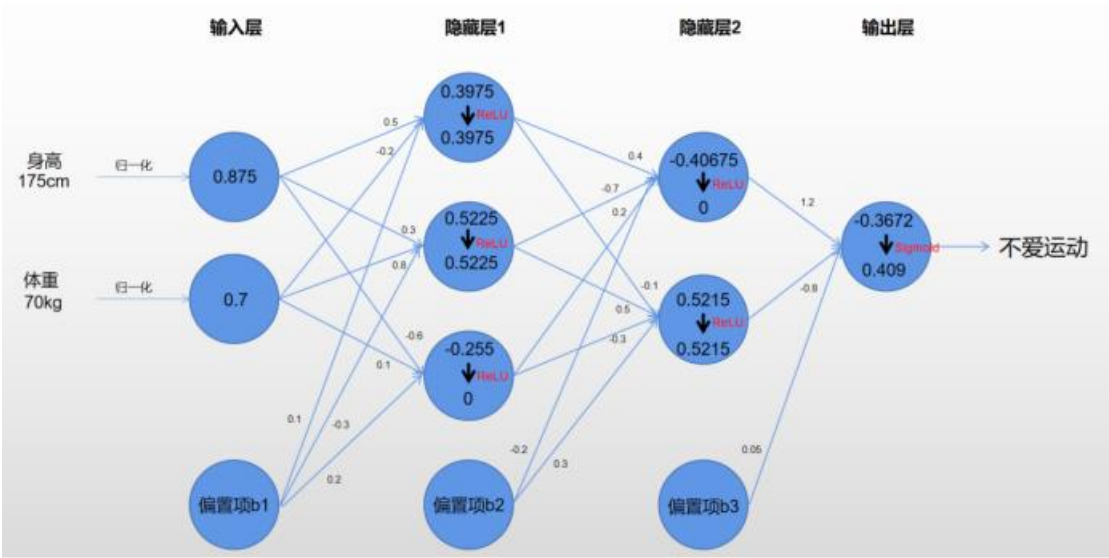 输入层
隐藏层1
隐藏层2
输出层
身高
175cm
归一化
0.875
体重
70kg
归一化
0.7
偏置项b1
0.5
-0.2
0.3
0.8
-0.6
0.1
0.1
-0.3
0.2
0.3975
ReLU
0.3975
0.5225
ReLU
0.5225
-0.255
ReLU
0
偏置项b2
0.4
-0.7
0.2
-0.1
0.5
-0.3
-0.2
0.3
-0.40675
ReLU
0
0.5215
ReLU
0.5215
偏置项b3
1.2
-0.8
0.05
-0.3672
Sigmoid
0.409
不爱运动